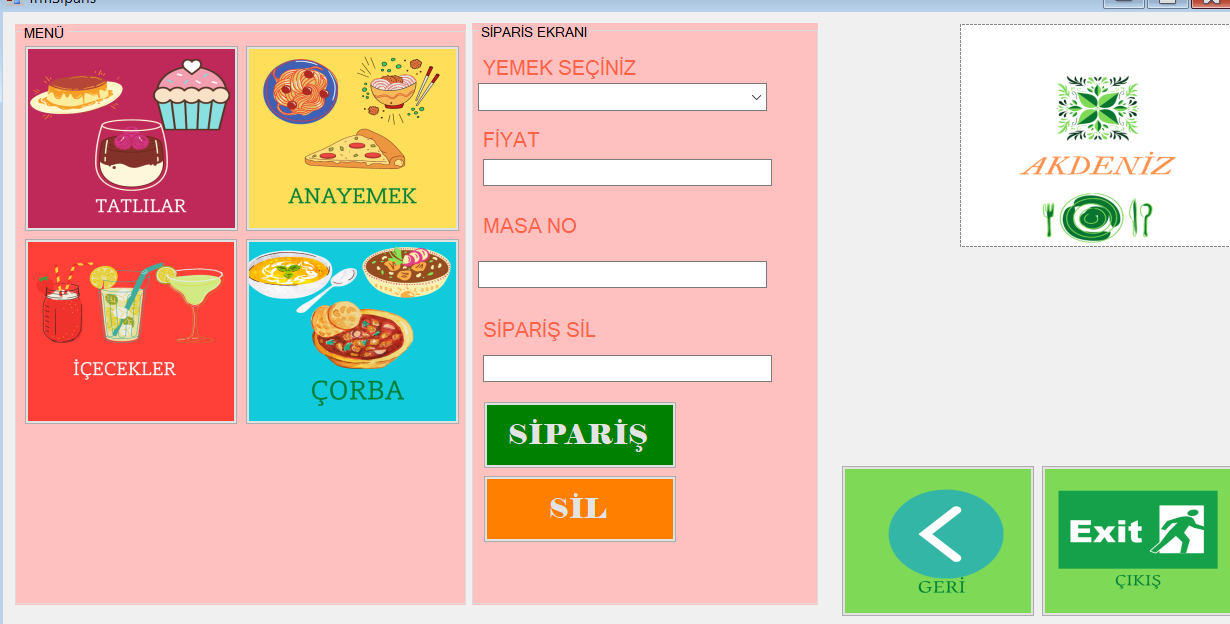 frmSiparis
MENÜ
TATLILAR
ANAYEMEK
İÇECEKLER
ÇORBA
SİPARİS EKRANI
YEMEK SEÇİNİZ
FİYAT
MASA NO
SİPARİŞ SİL
SİPARİŞ
SİL
AKDENİZ
GERİ
Exit
ÇIKIŞ